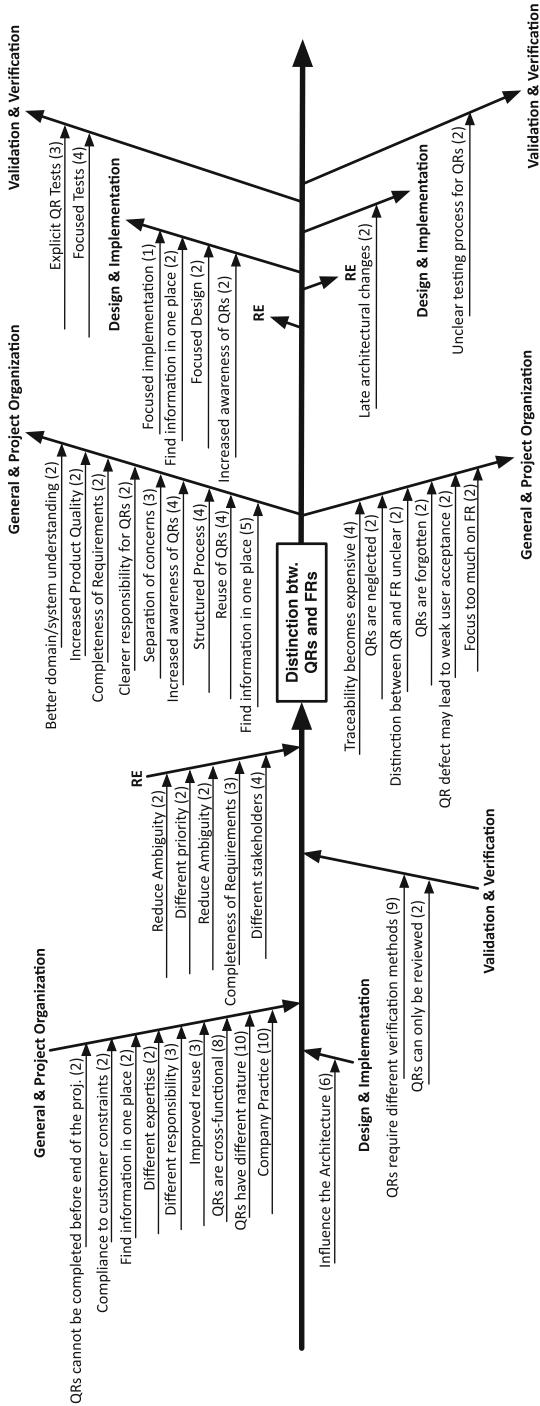 General & Project Organization
QRs cannot be completed before end of the proj. (2)
Compliance to customer constraints (2)
Find information in one place (2)
Different expertise (2)
Different responsibility (3)
Improved reuse (3)
QRs are cross-functional (8)
QRs have different nature (10)
Company Practice (10)
RE
Reduce Ambiguity (2)
Different priority (2)
Reduce Ambiguity (2)
Completeness of Requirements (3)
Different stakeholders (4)
Influence the Architecture (6)
Design & Implementation
QRs require different verification methods (9)
QRs can only be reviewed (2)
Validation & Verification
Distinction btw.
QRs and FRs
General & Project Organization
Better domain/system understanding (2)
Increased Product Quality (2)
Completeness of Requirements (2)
Clearer responsibility for QRs (2)
Separation of concerns (3)
Increased awareness of QRs (4)
Structured Process (4)
Reuse of QRs (4)
Find information in one place (5)
RE
Design & Implementation
Focused implementation (1)
Find information in one place (2)
Focused Design (2)
Increased awareness of QRs (2)
Validation & Verification
Explicit QR Tests (3)
Focused Tests (4)
Traceability becomes expensive (4)
QRs are neglected (2)
Distinction between QR and FR unclear (2)
QRs are forgotten (2)
QR defect may lead to weak user acceptance (2)
Focus too much on FR (2)
General & Project Organization
RE
Late architectural changes (2)
Design & Implementation
Unclear testing process for QRs (2)
Validation & Verification